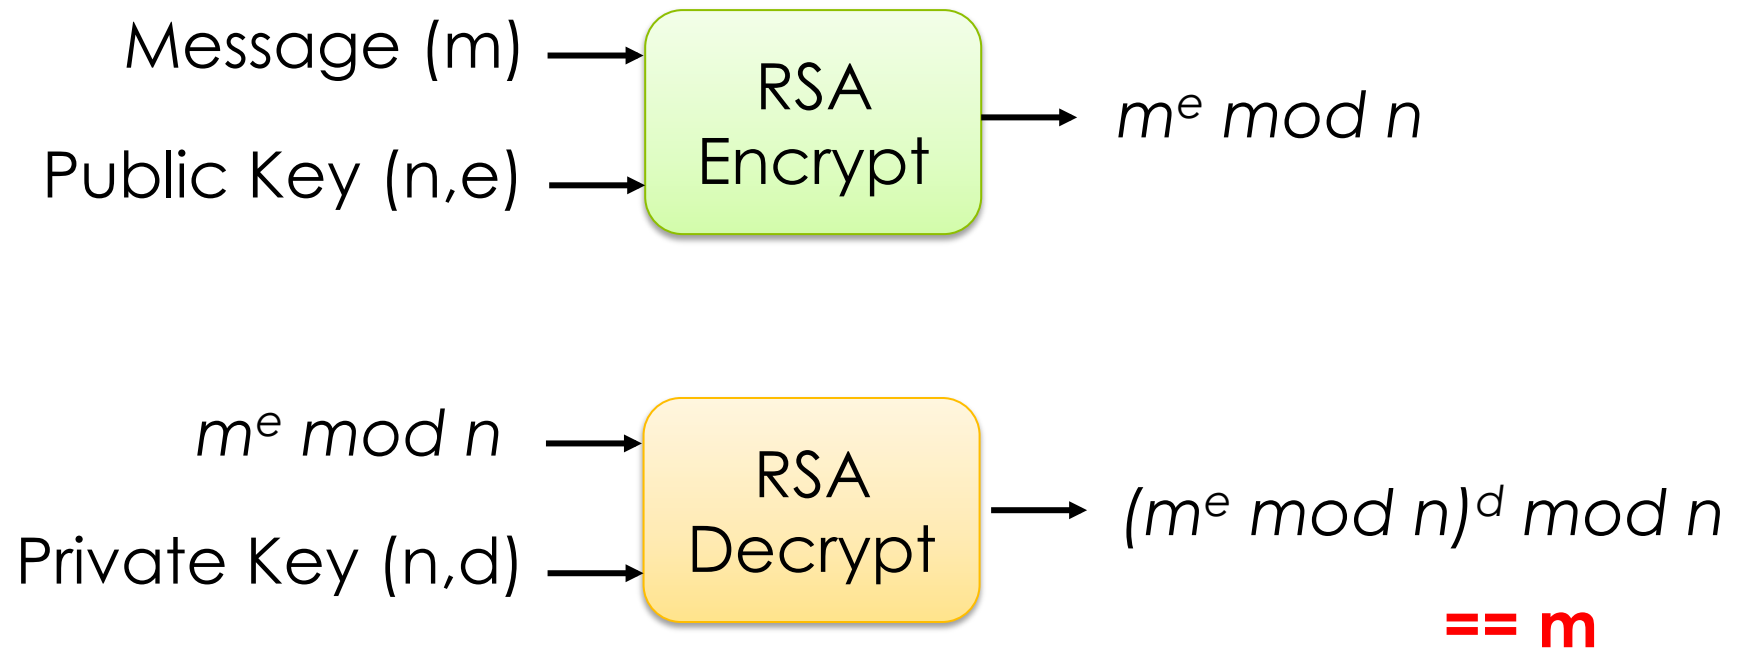 Message (m)
Public Key (n,e)
RSA
Encrypt
mᵉ mod n
mᵉ mod n
Private Key (n,d)
RSA
Decrypt
(mᵉ mod n)ᵈ mod n
== m